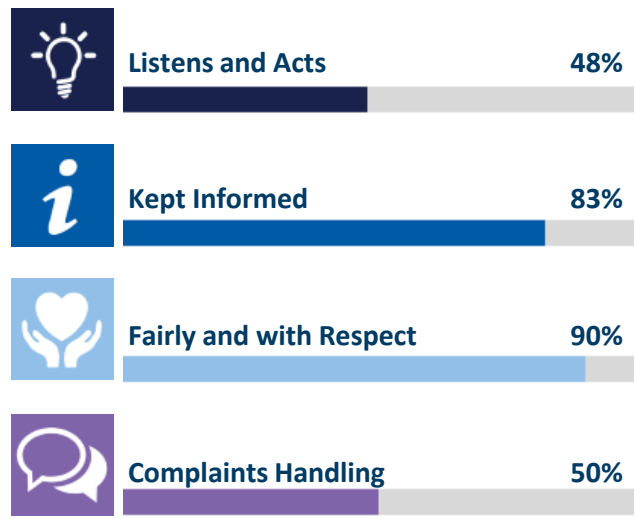 Listens and Acts 48%
i
Kept Informed 83%
Fairly and with Respect 90%
Complaints Handling 50%